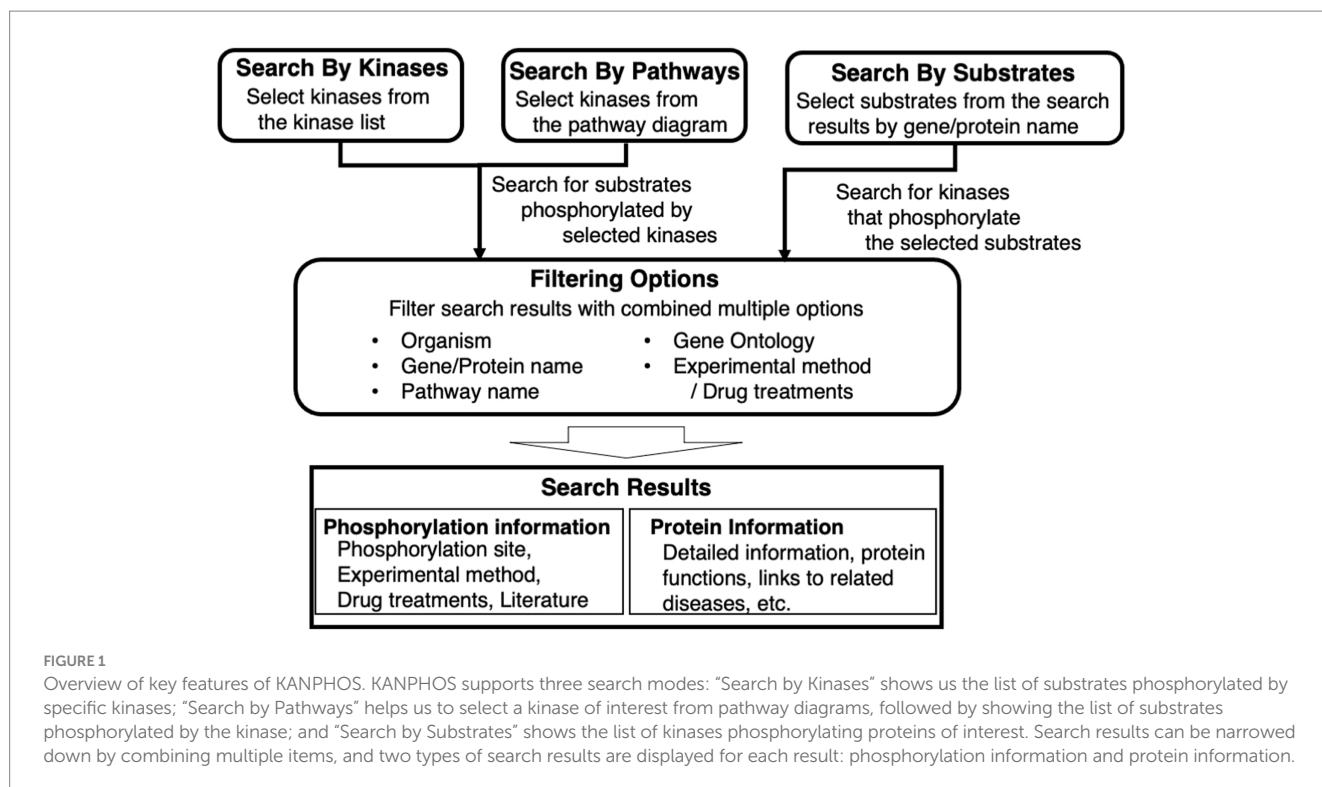 Search By Kinases
Select kinases from
the kinase list
Search By Pathways
Select kinases from
the pathway diagram
Search By Substrates
Select substrates from the search
results by gene/protein name
Search for substrates
phosphorylated by
selected kinases
Search for kinases
that phosphorylate
the selected substrates
Filtering Options
Filter search results with combined multiple options
• Organism
• Gene/Protein name
• Pathway name
• Gene Ontology
• Experimental method
/ Drug treatments
Search Results
Phosphorylation information
Phosphorylation site,
Experimental method,
Drug treatments, Literature
Protein Information
Detailed information, protein
functions, links to related
diseases, etc.
FIGURE 1
Overview of key features of KANPHOS. KANPHOS supports three search modes: “Search by Kinases” shows us the list of substrates phosphorylated by
specific kinases; “Search by Pathways” helps us to select a kinase of interest from pathway diagrams, followed by showing the list of substrates
phosphorylated by the kinase; and “Search by Substrates” shows the list of kinases phosphorylating proteins of interest. Search results can be narrowed
down by combining multiple items, and two types of search results are displayed for each result: phosphorylation information and protein information.